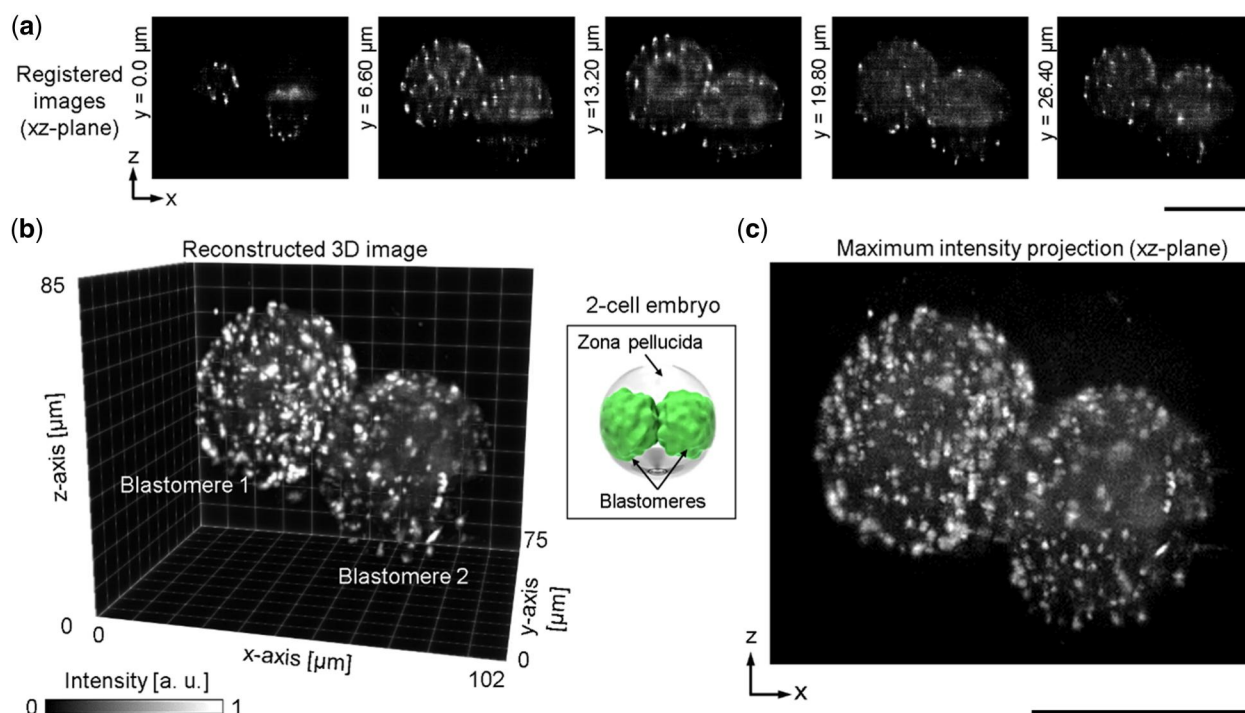 (a)
Registered
images
(xz-plane)
y = 0.0 µm
y = 6.60 µm
y =13.20 µm
y = 19.80 µm
y = 26.40 µm
z
x
(b)
Reconstructed 3D image
85
z-axis [µm]
Blastomere 1
Blastomere 2
75
y-axis
[µm]
0
0
0
x-axis [µm]
102
Intensity [a. u.]
0
1
2-cell embryo
Zona pellucida
Blastomeres
(c)
Maximum intensity projection (xz-plane)
z
x